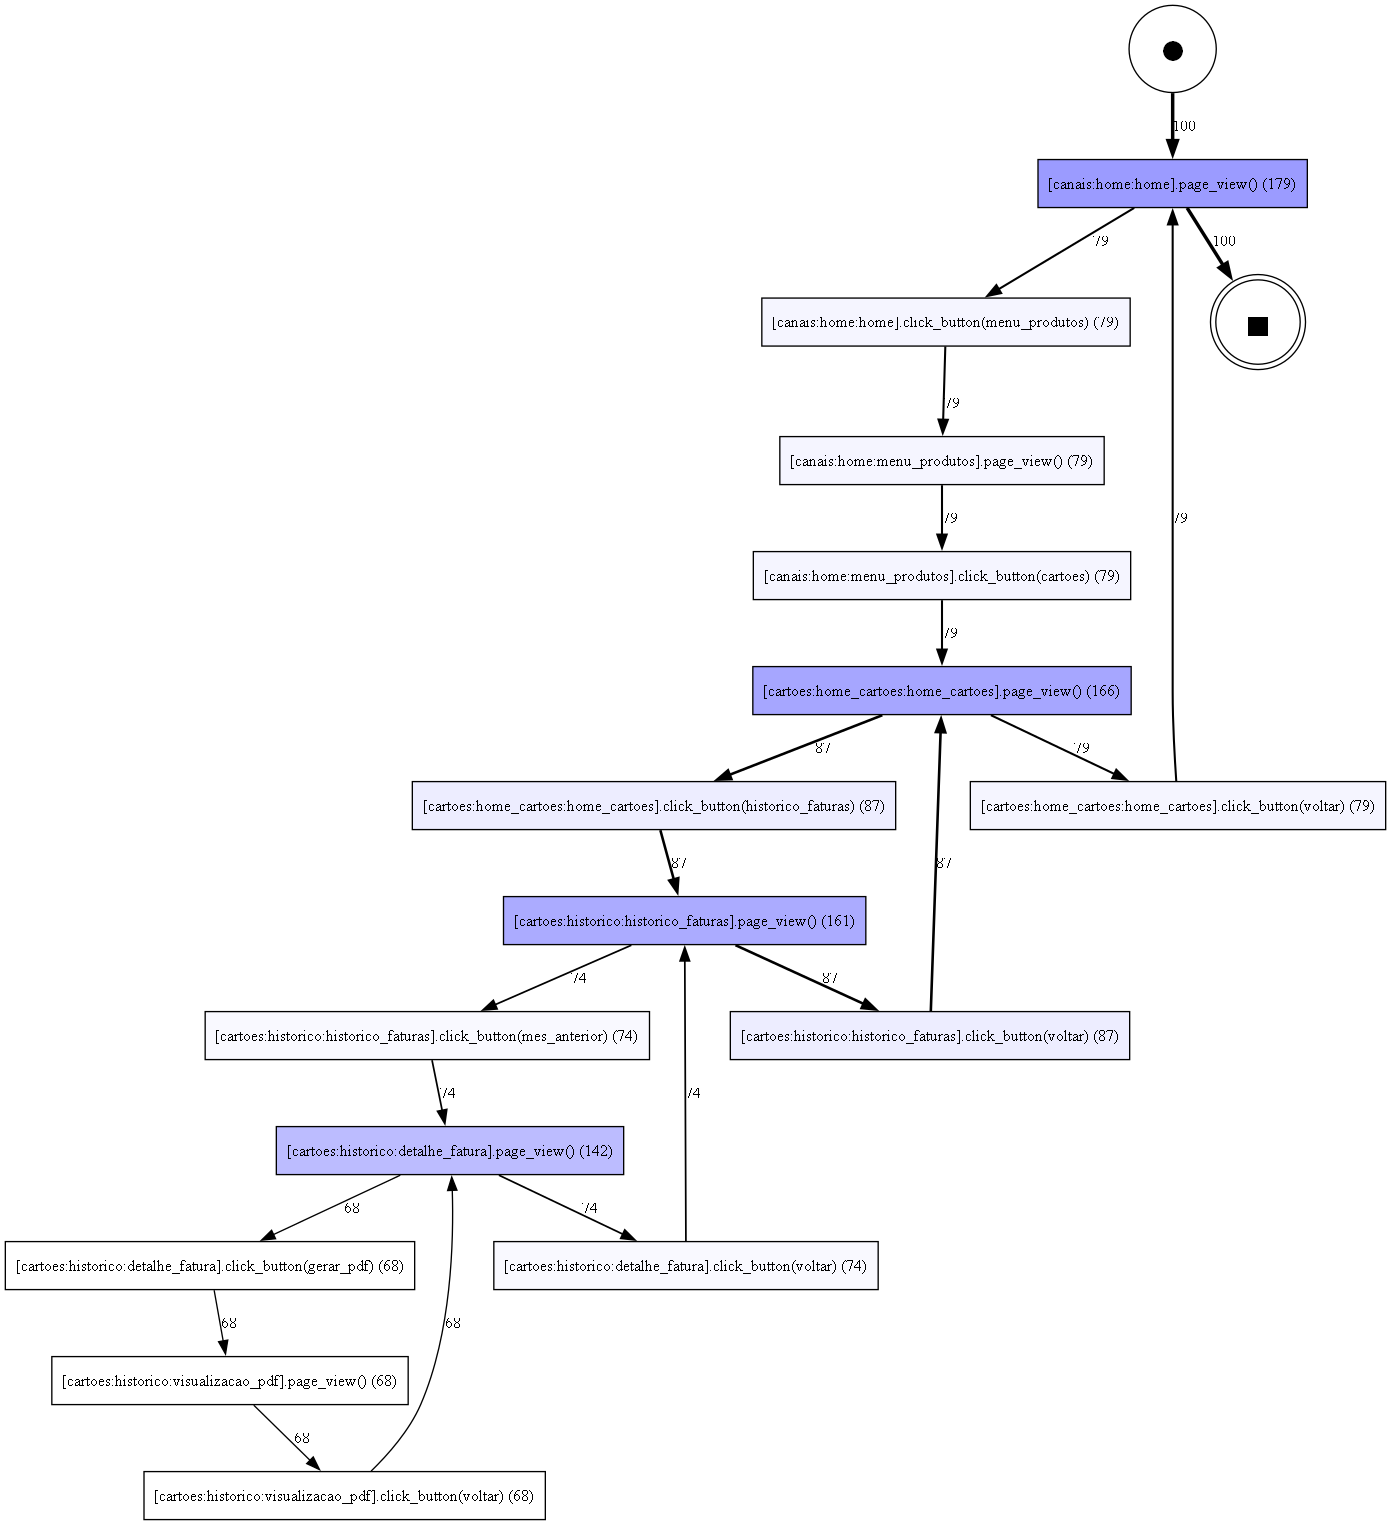 100
[canais:home:home].page_view() (179)
79
100
[canais:home:home].click_button(menu_produtos) (79)
79
[canais:home:menu_produtos].page_view() (79)
79
79
[canais:home:menu_produtos].click_button(cartoes) (79)
79
[cartoes:home_cartoes:home_cartoes].page_view() (166)
87
79
[cartoes:home_cartoes:home_cartoes].click_button(historico_faturas) (87)
[cartoes:home_cartoes:home_cartoes].click_button(voltar) (79)
87
87
[cartoes:historico:historico_faturas].page_view() (161)
74
87
[cartoes:historico:historico_faturas].click_button(mes_anterior) (74)
[cartoes:historico:historico_faturas].click_button(voltar) (87)
74
74
[cartoes:historico:detalhe_fatura].page_view() (142)
68
74
[cartoes:historico:detalhe_fatura].click_button(gerar_pdf) (68)
[cartoes:historico:detalhe_fatura].click_button(voltar) (74)
68
68
[cartoes:historico:visualizacao_pdf].page_view() (68)
68
[cartoes:historico:visualizacao_pdf].click_button(voltar) (68)